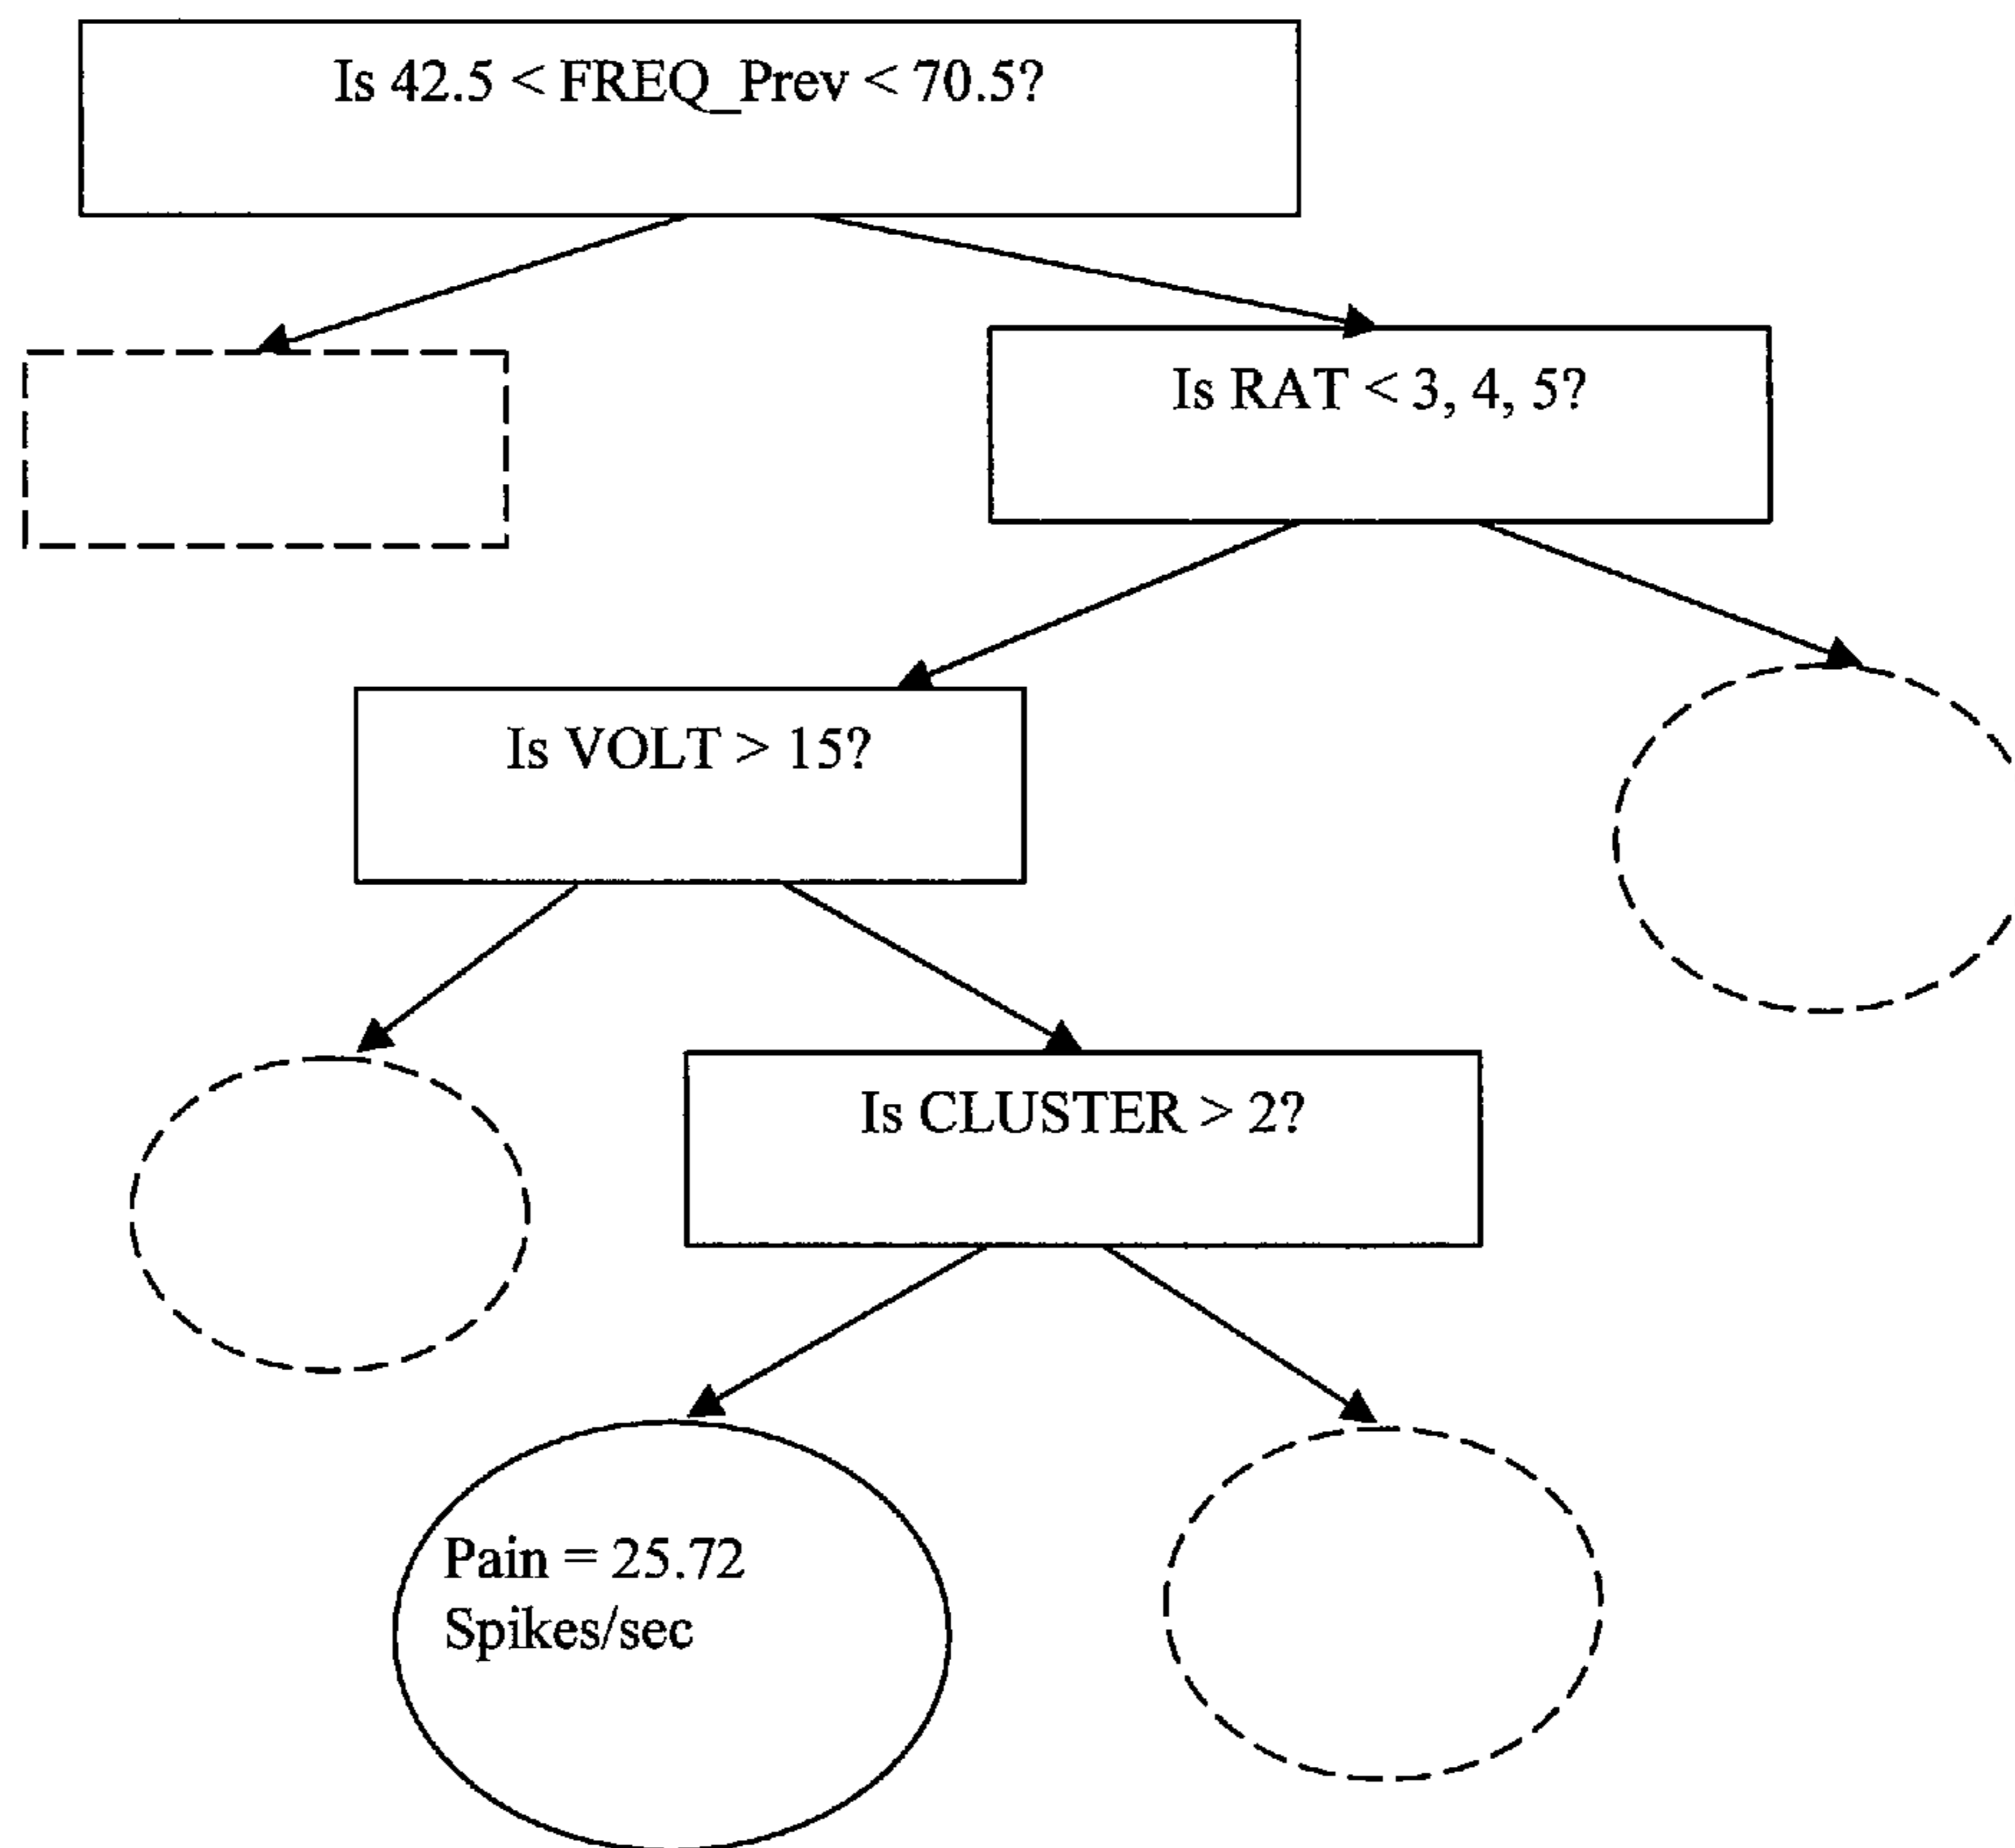 Is 42.5 < FREQ_Prev < 70.5?
Is RAT < 3, 4, 5?
Is VOLT > 15?
Is CLUSTER > 2?
Pain = 25.72
Spikes/sec